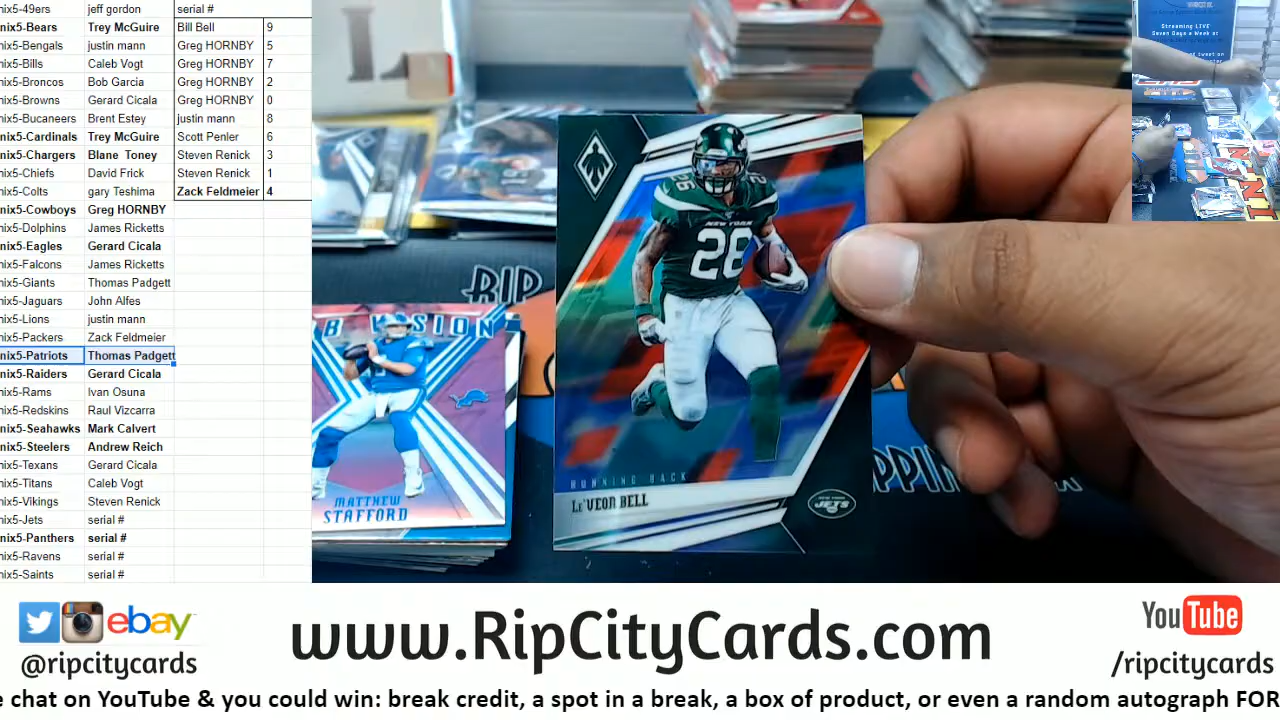 nix5-49ers jeff gordon serial #
nix5-Bears Trey McGuire Bill Bell 9
nix5-Bengals justin mann Greg HORNBY 5
nix5-Bills Caleb Vogt Greg HORNBY 7
nix5-Broncos Bob Garcia Greg HORNBY 2
nix5-Browns Gerard Cicala Greg HORNBY 0
nix5-Bucaneers Brent Estey justin mann 8
nix5-Cardinals Trey McGuire Scott Penler 6
nix5-Chargers Blane Toney Steven Renick 3
nix5-Chiefs David Frick Steven Renick 1
nix5-Colts gary Teshima Zack Feldmeier 4
nix5-Cowboys Greg HORNBY
nix5-Dolphins James Ricketts
nix5-Eagles Gerard Cicala
nix5-Falcons James Ricketts
nix5-Giants Thomas Padgett
nix5-Jaguars John Alfes
nix5-Lions justin mann
nix5-Packers Zack Feldmeier
nix5-Patriots Thomas Padgett
nix5-Raiders Gerard Cicala
nix5-Rams Ivan Osuna
nix5-Redskins Raul Vizcarra
nix5-Seahawks Mark Calvert
nix5-Steelers Andrew Reich
nix5-Texans Gerard Cicala
nix5-Titans Caleb Vogt
nix5-Vikings Steven Renick
nix5-Jets serial #
nix5-Panthers serial #
nix5-Ravens serial #
nix5-Saints serial #
Streaming LIVE
Seven Days a Week at
RIP
VISION
MATTHEW
STAFFORD
NEW YORK
26
28
RUNNING BACK
LE'VEON BELL
NEW YORK
JETS
ebay
@ripcitycards
www.RipCityCards.com
YouTube
/ripcitycards
e chat on YouTube & you could win: break credit, a spot in a break, a box of product, or even a random autograph FOR